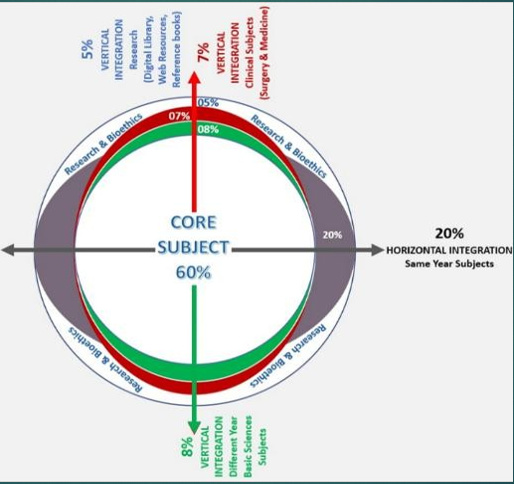 5%
VERTICAL
INTEGRATION
Research
(Digital Library,
Web Resources,
Reference books)
7%
VERTICAL
INTEGRATION
Clinical Subjects
(Surgery & Medicine)
05%
07%
08%
Research & Bioethics
Research & Bioethics
CORE
SUBJECT
60%
20%
20%
HORIZONTAL INTEGRATION
Same Year Subjects
Research & Bioethics
Research & Bioethics
8%
VERTICAL
INTEGRATION
Different Year
Basic Sciences
Subjects